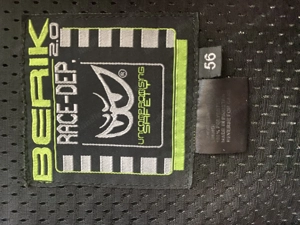 BERIK
2.0
RACE-DEP.
®
UNCOMPROMISING
SAFETY
56